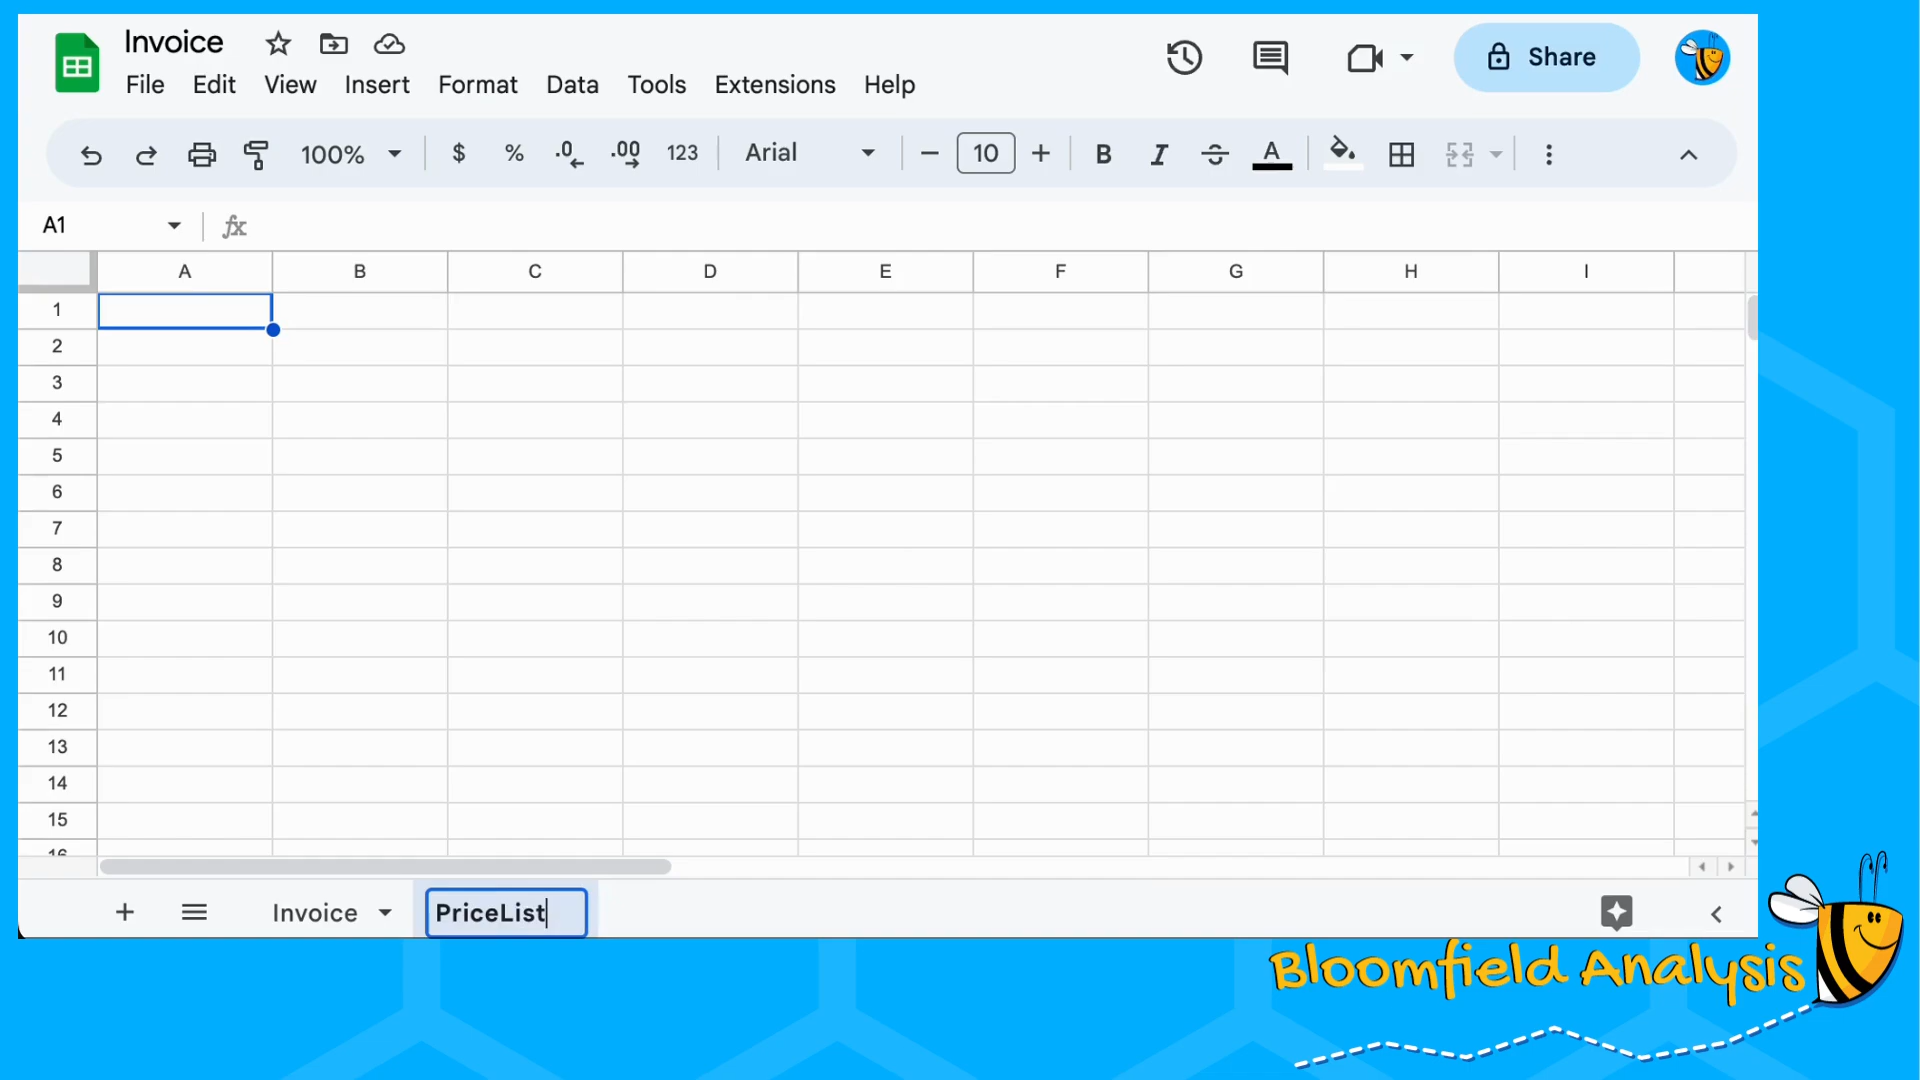 Invoice
File Edit View Insert Format Data Tools Extensions Help
Share
100% $ % .0 .00 123 Arial 10 B I S A
A1 fx
A B C D E F G H I
1
2
3
4
5
6
7
8
9
10
11
12
13
14
15
16
Invoice PriceList
Bloomfield Analysis